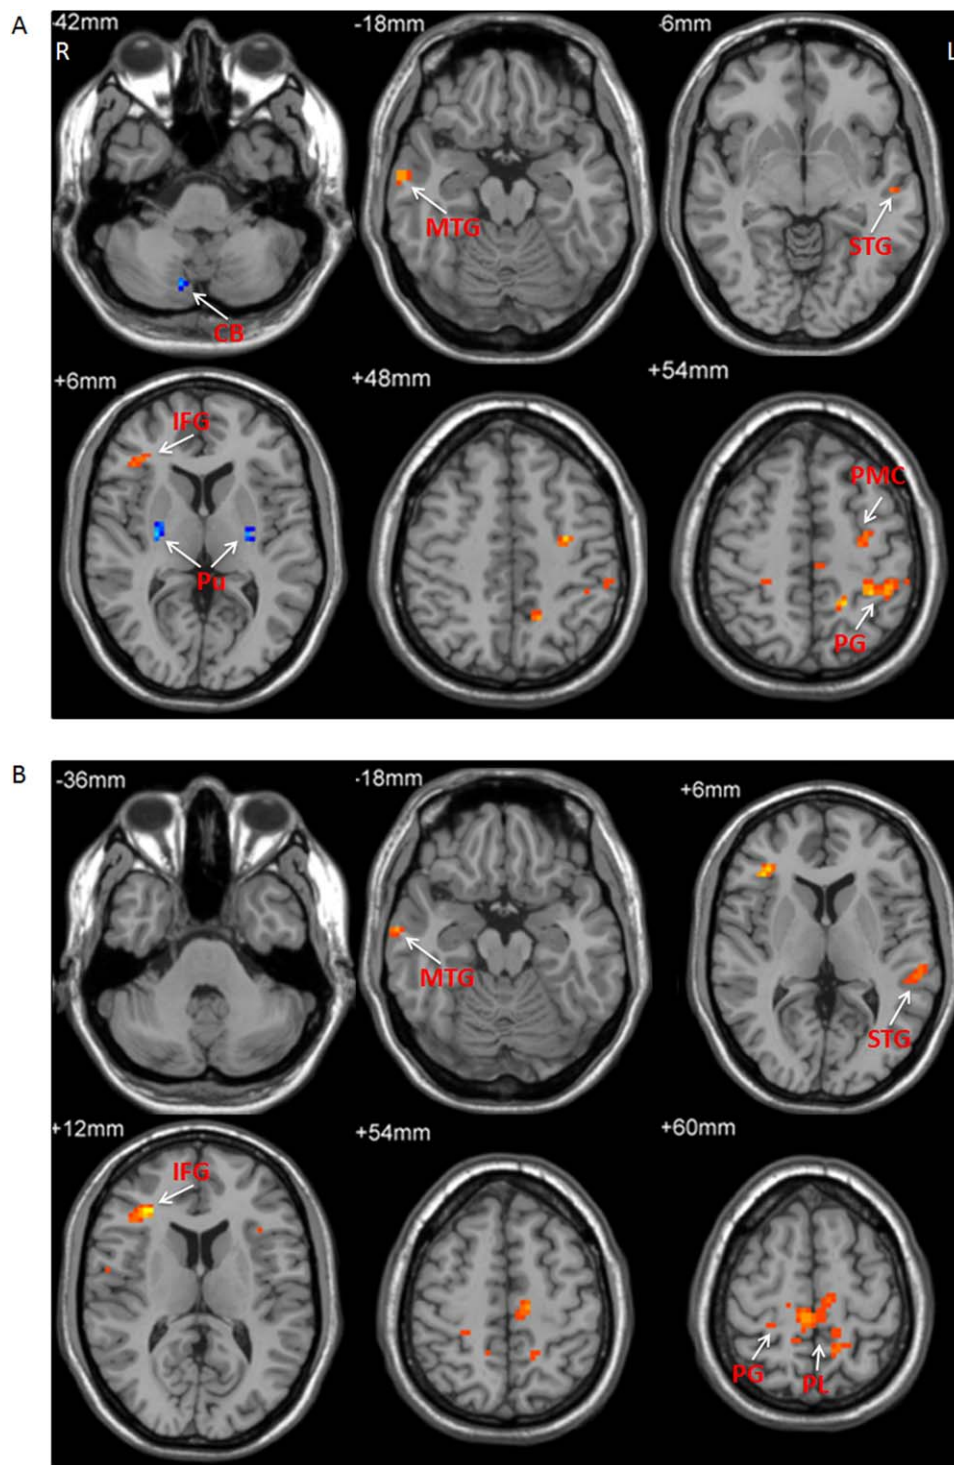 A
-42mm
-18mm
-6mm
R
L
MTG
STG
CB
+6mm
+48mm
+54mm
IFG
PMC
Pu
PG
B
-36mm
-18mm
+6mm
MTG
STG
+12mm
+54mm
+60mm
IFG
PG
PL